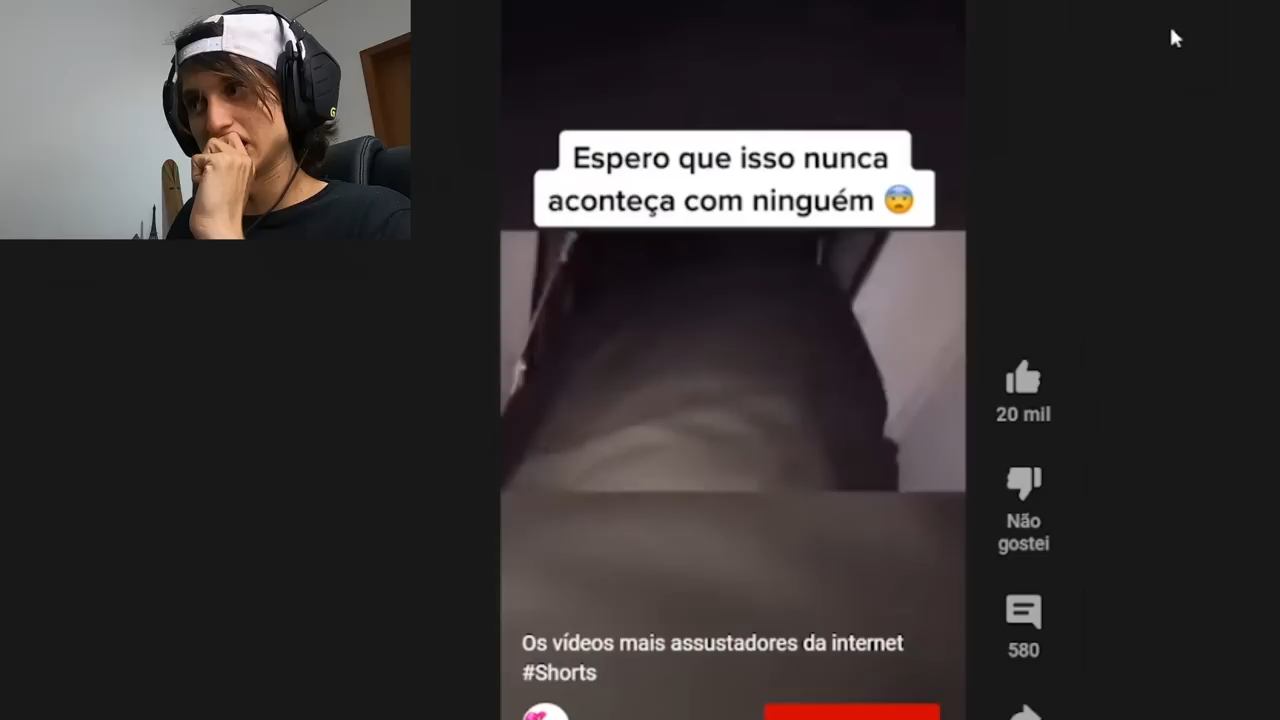 Espero que isso nunca
aconteça com ninguém 😨
20 mil
Não
gostei
580
Os vídeos mais assustadores da internet
#Shorts